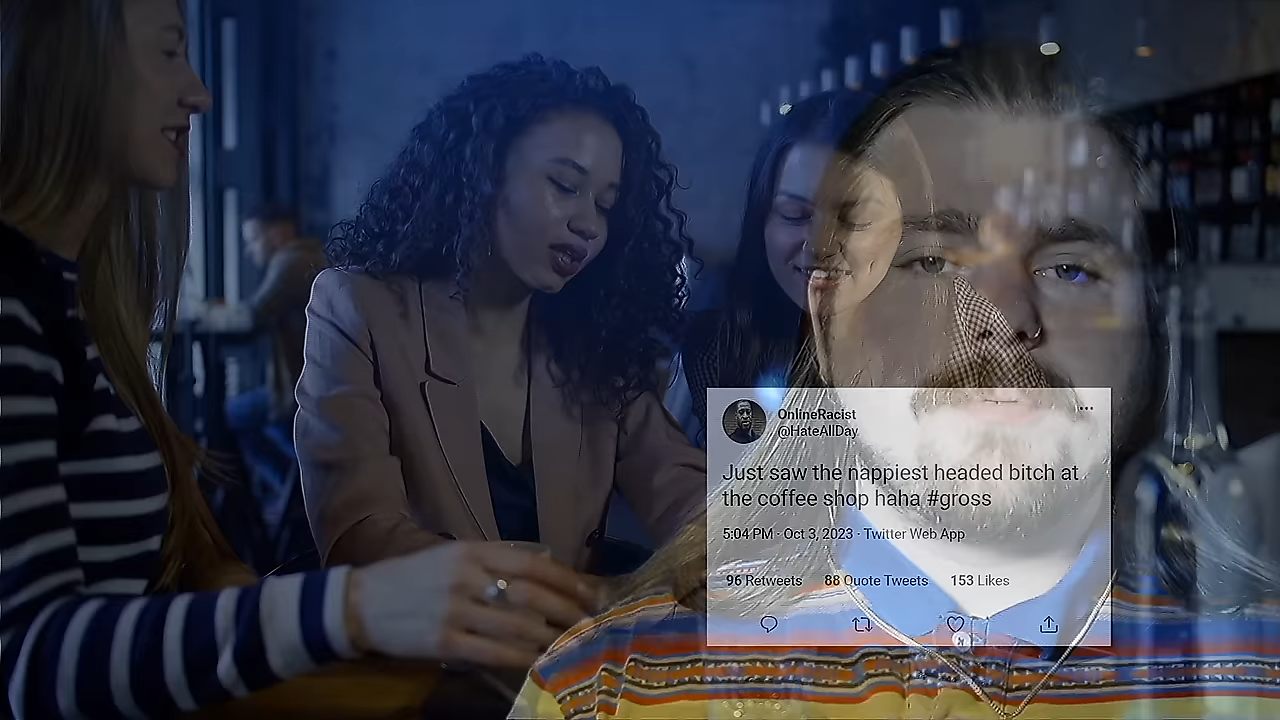 OnlineRacist
@HateAllDay
Just saw the nappiest headed bitch at
the coffee shop haha #gross
5:04 PM · Oct 3, 2023 · Twitter Web App
96 Retweets 88 Quote Tweets 153 Likes